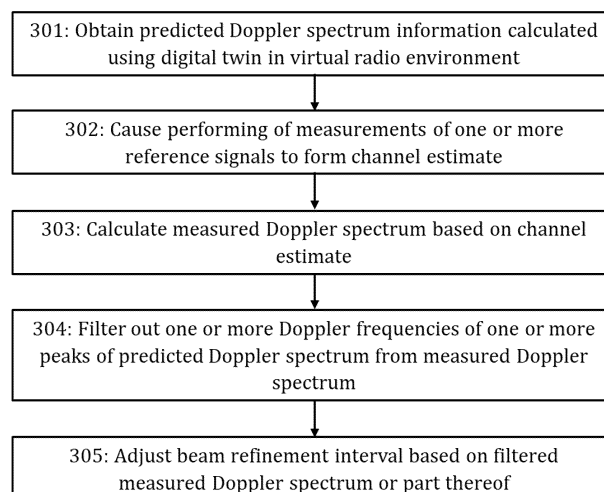 301: Obtain predicted Doppler spectrum information calculated
using digital twin in virtual radio environment
302: Cause performing of measurements of one or more
reference signals to form channel estimate
303: Calculate measured Doppler spectrum based on channel
estimate
304: Filter out one or more Doppler frequencies of one or more
peaks of predicted Doppler spectrum from measured Doppler
spectrum
305: Adjust beam refinement interval based on filtered
measured Doppler spectrum or part thereof